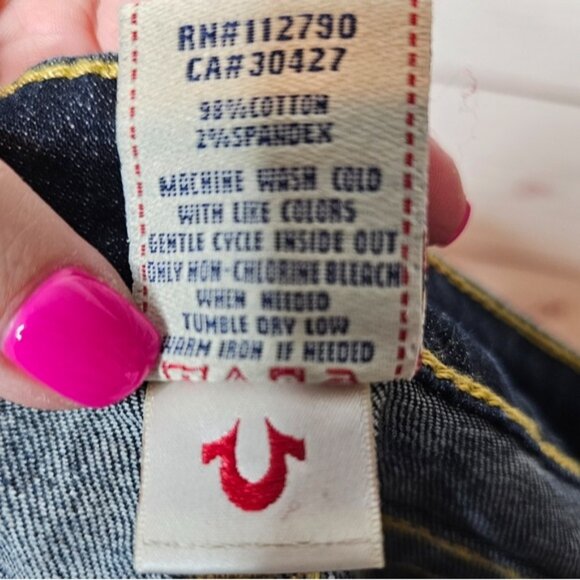 RN#112790
CA#30427
98%COTTON
2%SPANDEX
MACHINE WASH COLD
WITH LIKE COLORS
GENTLE CYCLE INSIDE OUT
ONLY NON-CHLORINE BLEACH
WHEN NEEDED
TUMBLE DRY LOW
WARM IRON IF NEEDED